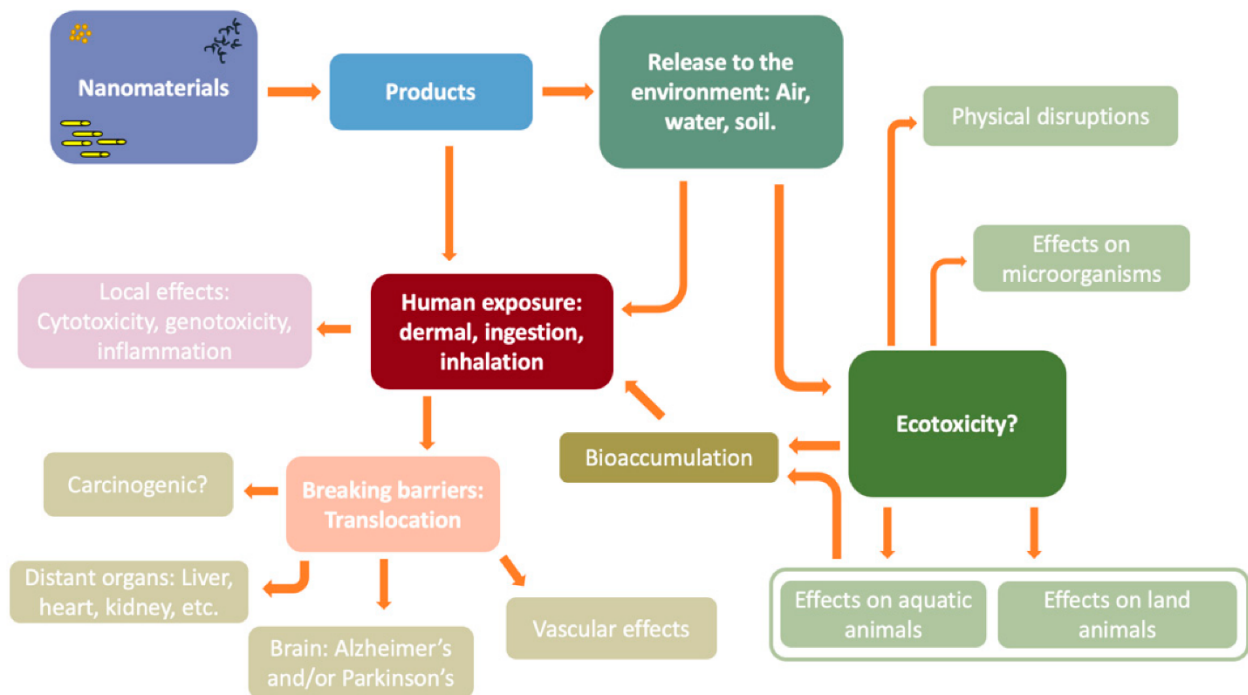 Nanomaterials
Products
Release to the
environment: Air,
water, soil.
Physical disruptions
Effects on
microorganisms
Local effects:
Cytotoxicity, genotoxicity,
inflammation
Human exposure:
dermal, ingestion,
inhalation
Ecotoxicity?
Bioaccumulation
Carcinogenic?
Breaking barriers:
Translocation
Distant organs: Liver,
heart, kidney, etc.
Brain: Alzheimer’s
and/or Parkinson’s
Vascular effects
Effects on aquatic
animals
Effects on land
animals